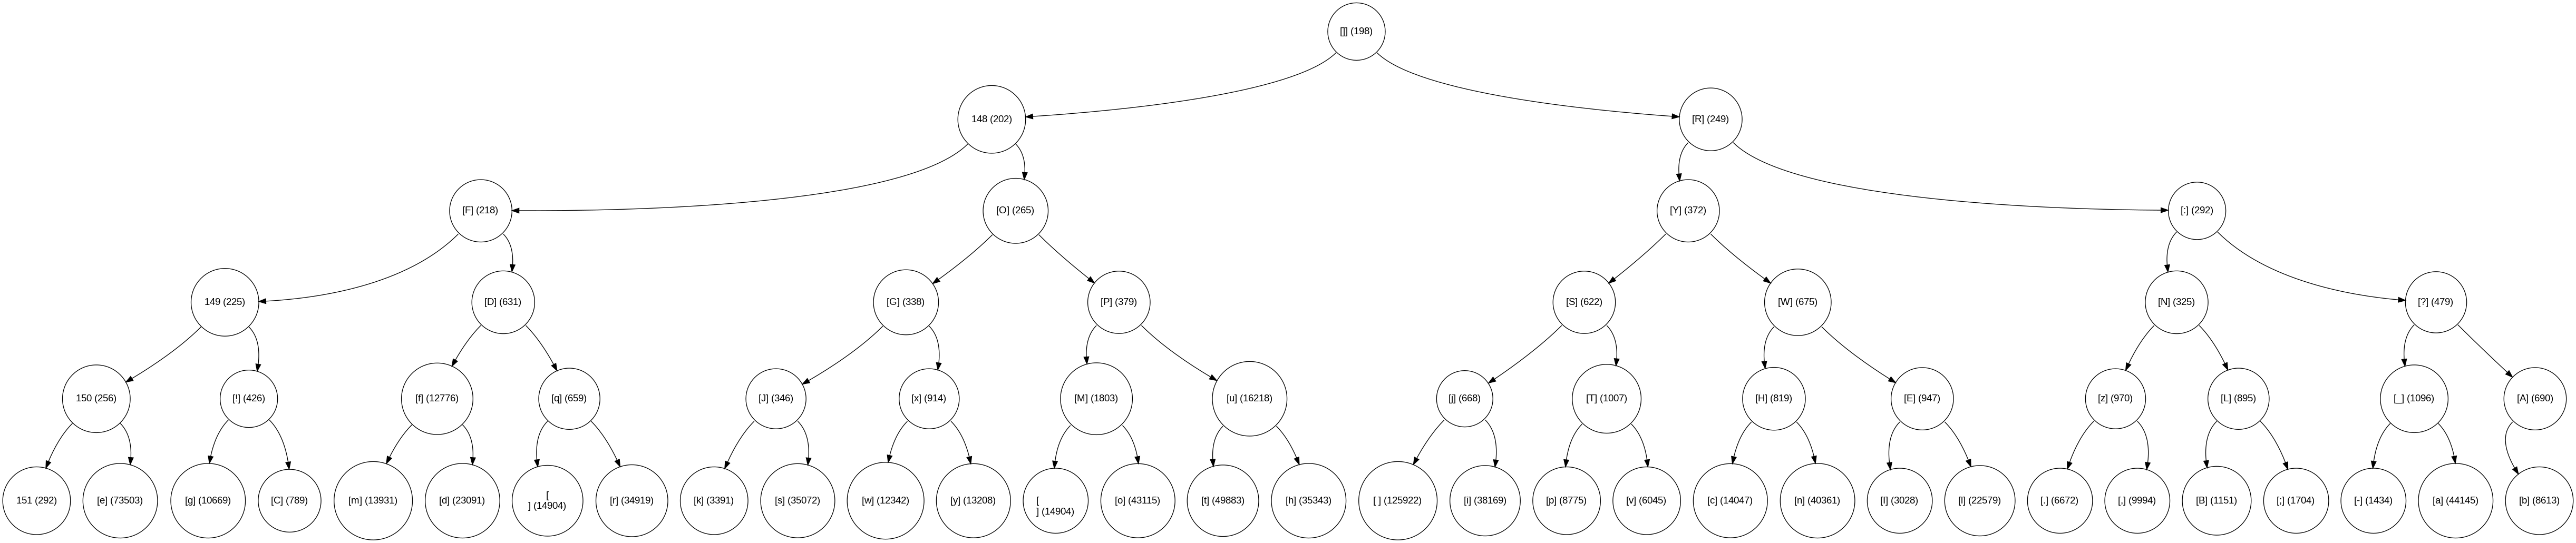 []] (198)
148 (202)
[R] (249)
[F] (218)
[O] (265)
[Y] (372)
[:] (292)
149 (225)
[D] (631)
[G] (338)
[P] (379)
[S] (622)
[W] (675)
[N] (325)
[?] (479)
150 (256)
[!] (426)
[f] (12776)
[q] (659)
[J] (346)
[x] (914)
[M] (1803)
[u] (16218)
[j] (668)
[T] (1007)
[H] (819)
[E] (947)
[z] (970)
[L] (895)
[_] (1096)
[A] (690)
151 (292)
[e] (73503)
[g] (10669)
[C] (789)
[m] (13931)
[d] (23091)
[
] (14904)
[r] (34919)
[k] (3391)
[s] (35072)
[w] (12342)
[y] (13208)
[
] (14904)
[o] (43115)
[t] (49883)
[h] (35343)
[ ] (125922)
[i] (38169)
[p] (8775)
[v] (6045)
[c] (14047)
[n] (40361)
[I] (3028)
[l] (22579)
[.] (6672)
[,] (9994)
[B] (1151)
[;] (1704)
[-] (1434)
[a] (44145)
[b] (8613)